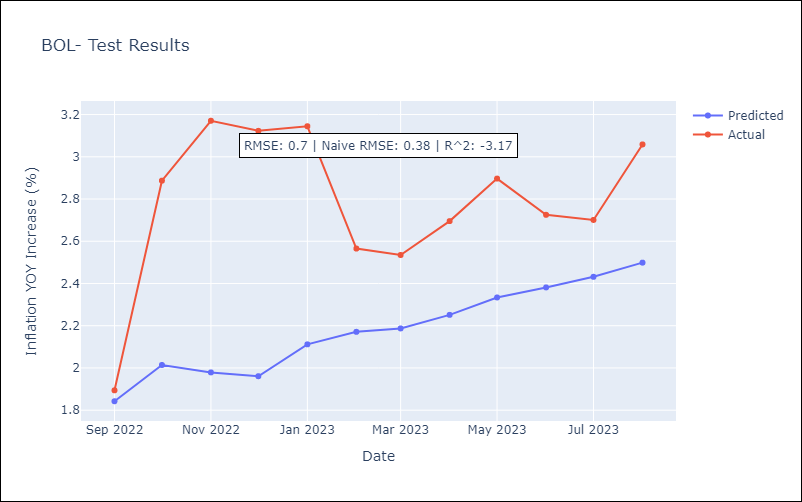 BOL- Test Results
3.2
3
2.8
2.6
2.4
2.2
2
1.8
Inflation YOY Increase (%)
RMSE: 0.7 | Naive RMSE: 0.38 | R^2: -3.17
Predicted
Actual
Sep 2022
Nov 2022
Jan 2023
Mar 2023
May 2023
Jul 2023
Date